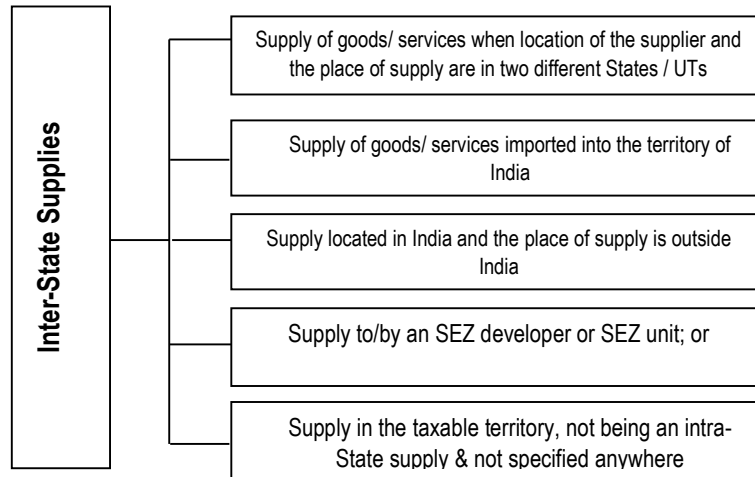 Inter-State Supplies
Supply of goods/ services when location of the supplier and
the place of supply are in two different States / UTs
Supply of goods/ services imported into the territory of
India
Supply located in India and the place of supply is outside
India
Supply to/by an SEZ developer or SEZ unit; or
Supply in the taxable territory, not being an intra-
State supply & not specified anywhere